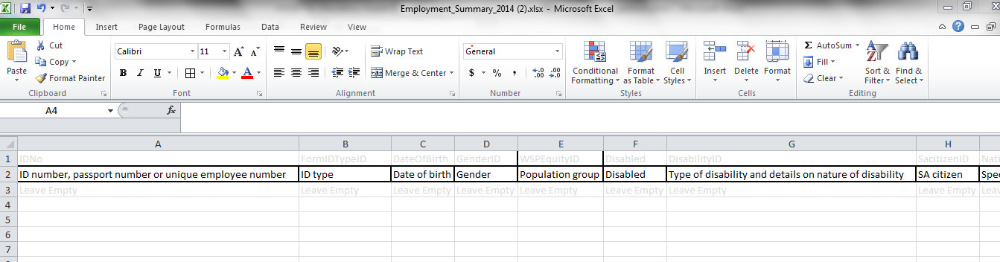 Employment_Summary_2014 (2).xlsx - Microsoft Excel
File Home Insert Page Layout Formulas Data Review View
Paste
Cut
Copy
Format Painter
Clipboard
Calibri 11
B I U
Font
Wrap Text
Merge & Center
Alignment
General
$ % , .00
Number
Conditional Formatting
Format as Table
Cell Styles
Styles
Insert Delete Format
Cells
Σ AutoSum
Fill
Clear
Sort & Filter
Find & Select
Editing
A4 fx
A B C D E F G H
1 IDNo FormIDTypeID DateOfBirth GenderID WSPEquityID Disabled DisabilityID SacitizenID Nati
2 ID number, passport number or unique employee number ID type Date of birth Gender Population group Disabled Type of disability and details on nature of disability SA citizen Spec
3 Leave Empty Leave Empty Leave Empty Leave Empty Leave Empty Leave Empty Leave Empty Leave Empty Leav
4
5
6
7